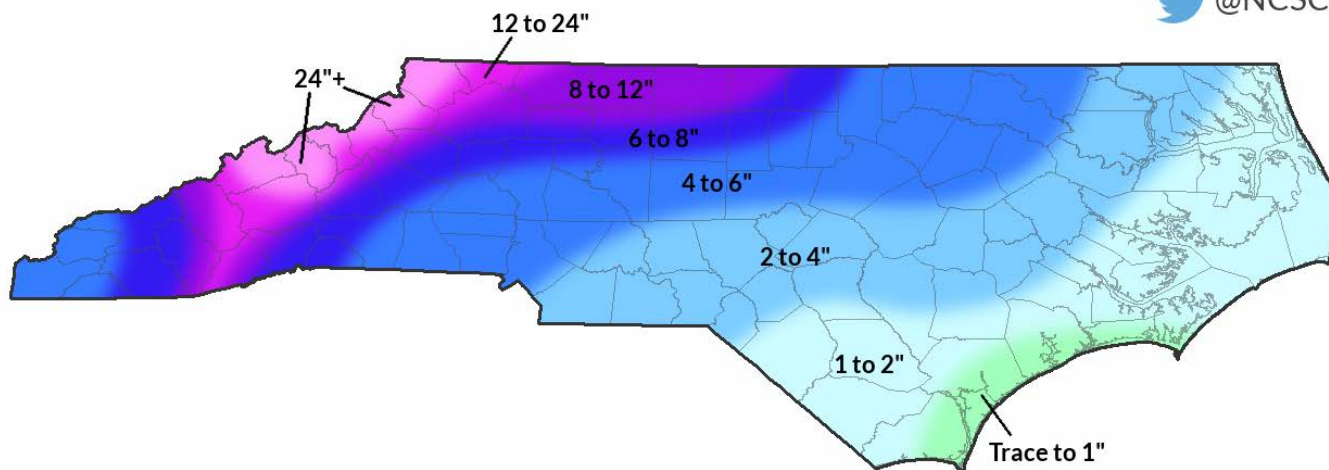 @NCSC
12 to 24"
24"+
8 to 12"
6 to 8"
4 to 6"
2 to 4"
1 to 2"
Trace to 1"